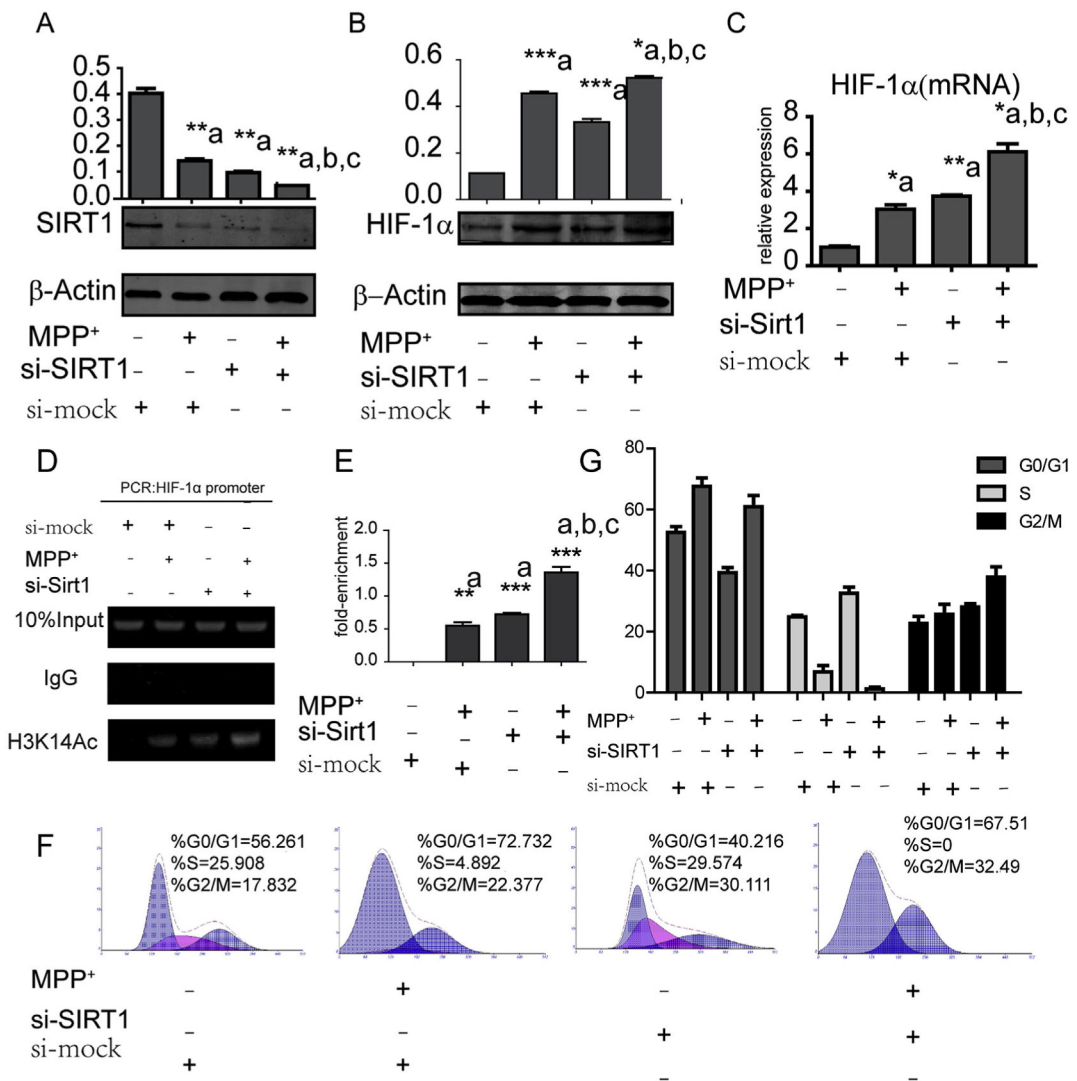 A
0.5
0.4
0.3
0.2
0.1
0.0
**a
**a
**a,b,c
SIRT1
β-Actin
MPP⁺ - + - +
si-SIRT1 - - + +
si-mock + + - -
B
0.6
0.4
0.2
0.0
***a
***a
*a,b,c
HIF-1α
β–Actin
MPP⁺ - + - +
si-SIRT1 - - + +
si-mock + + - -
C
HIF-1α(mRNA)
relative expression
8
6
4
2
0
*a
**a
*a,b,c
MPP⁺ - + - +
si-Sirt1 - - + +
si-mock + + - -
D
PCR:HIF-1α promoter
si-mock + + - -
MPP⁺ - + - +
si-Sirt1 - - + +
10%Input
IgG
H3K14Ac
E
fold-enrichment
2.0
1.5
1.0
0.5
0.0
a
**
a
***
a,b,c
***
MPP⁺ - + - +
si-Sirt1 - - + +
si-mock + + - -
G
80
60
40
20
0
G0/G1
S
G2/M
MPP⁺ - + - + - + - + - + - +
si-SIRT1 - - + + - - + + - - + +
si-mock + + - - + + - - + + - -
F
%G0/G1=56.261
%S=25.908
%G2/M=17.832
%G0/G1=72.732
%S=4.892
%G2/M=22.377
%G0/G1=40.216
%S=29.574
%G2/M=30.111
%G0/G1=67.51
%S=0
%G2/M=32.49
MPP⁺ - + - +
si-SIRT1 - - + +
si-mock + + - -